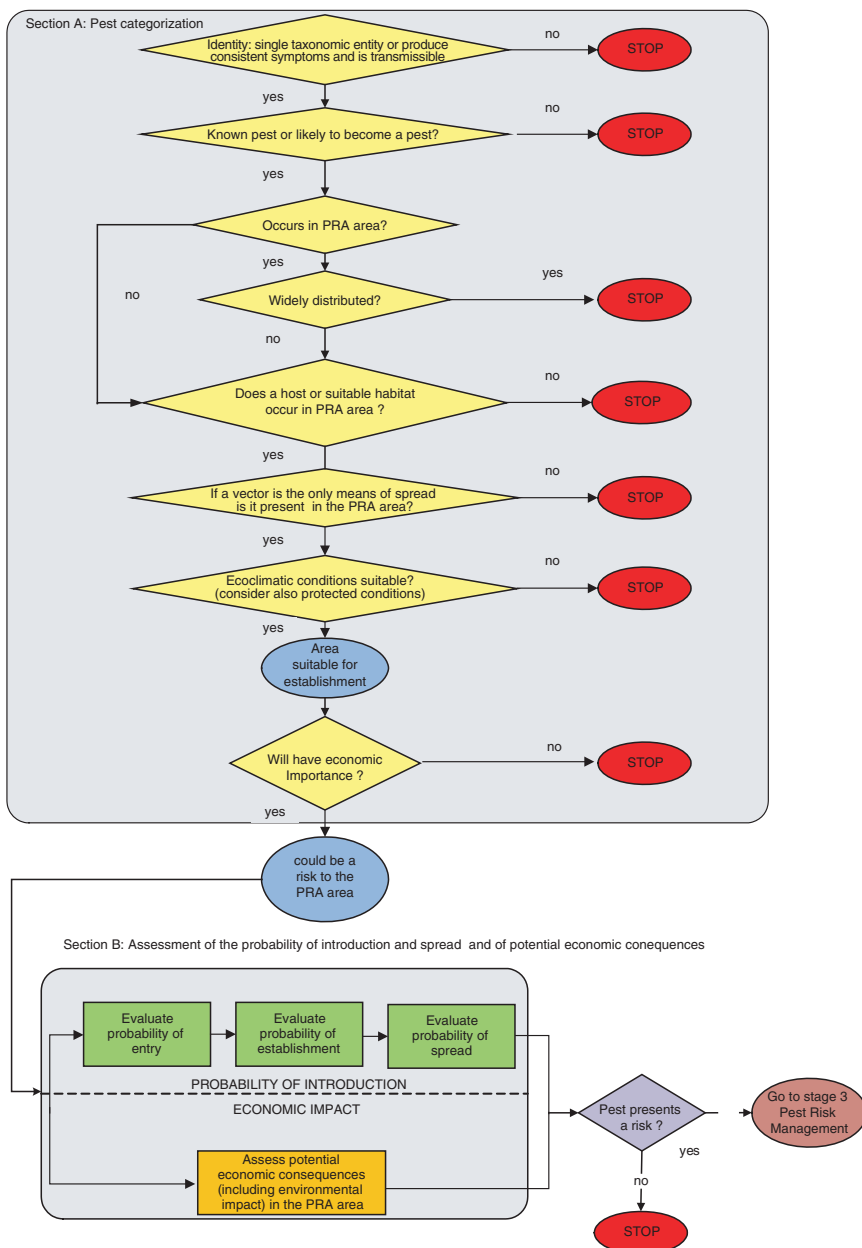 Section A: Pest categorization
Identity: single taxonomic entity or produce
consistent symptoms and is transmissible
no
STOP
yes
Known pest or likely to become a pest?
no
STOP
yes
Occurs in PRA area?
no
yes
Widely distributed?
yes
STOP
no
Does a host or suitable habitat
occur in PRA area ?
no
STOP
yes
If a vector is the only means of spread
is it present in the PRA area?
no
STOP
yes
Ecoclimatic conditions suitable?
(consider also protected conditions)
no
STOP
yes
Area
suitable for
establishment
Will have economic
Importance ?
no
STOP
yes
could be a
risk to the
PRA area
Section B: Assessment of the probability of introduction and spread and of potential economic conequences
Evaluate
probability of
entry
Evaluate
probability of
establishment
Evaluate
probability of
spread
PROBABILITY OF INTRODUCTION
ECONOMIC IMPACT
Assess potential
economic consequences
(including environmental
impact) in the PRA area
Pest presents
a risk ?
yes
Go to stage 3
Pest Risk
Management
no
STOP